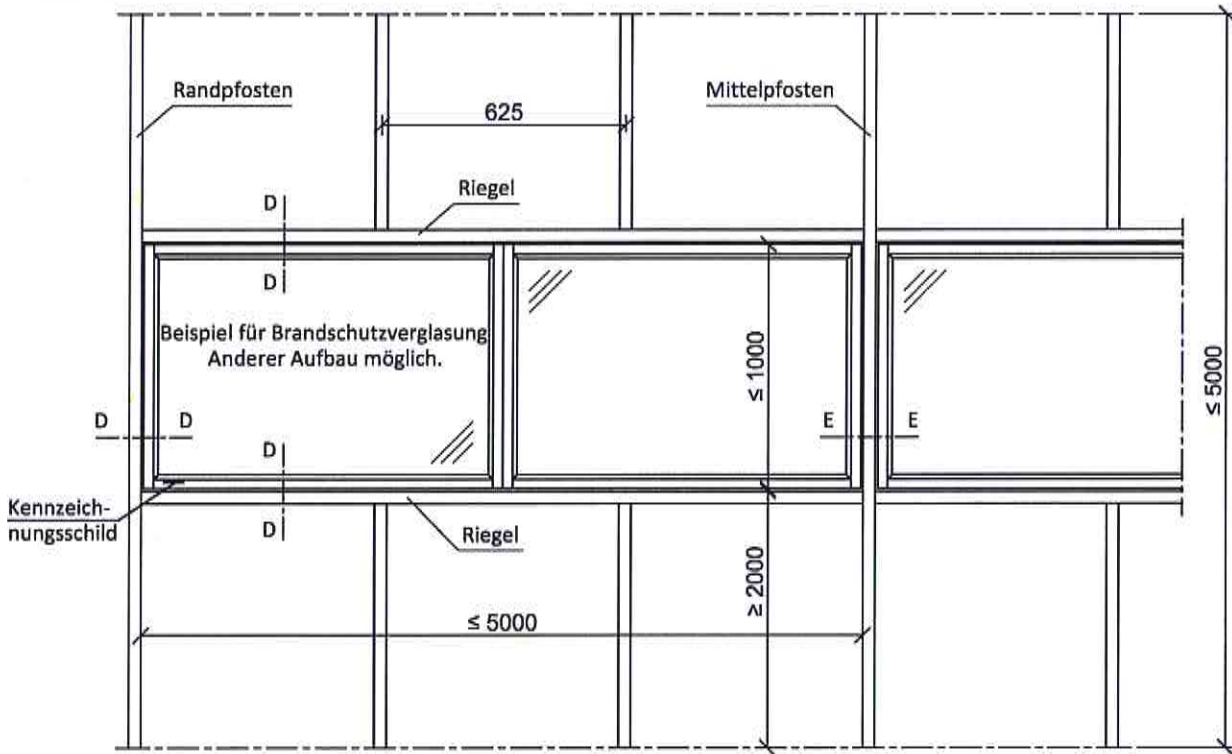 Randpfosten
Mittelpfosten
625
Riegel
D
D
Beispiel für Brandschutzverglasung
Anderer Aufbau möglich.
≤ 1000
≤ 5000
D D
D
E E
Kennzeich-
nungsschild
D
Riegel
≥ 2000
≤ 5000